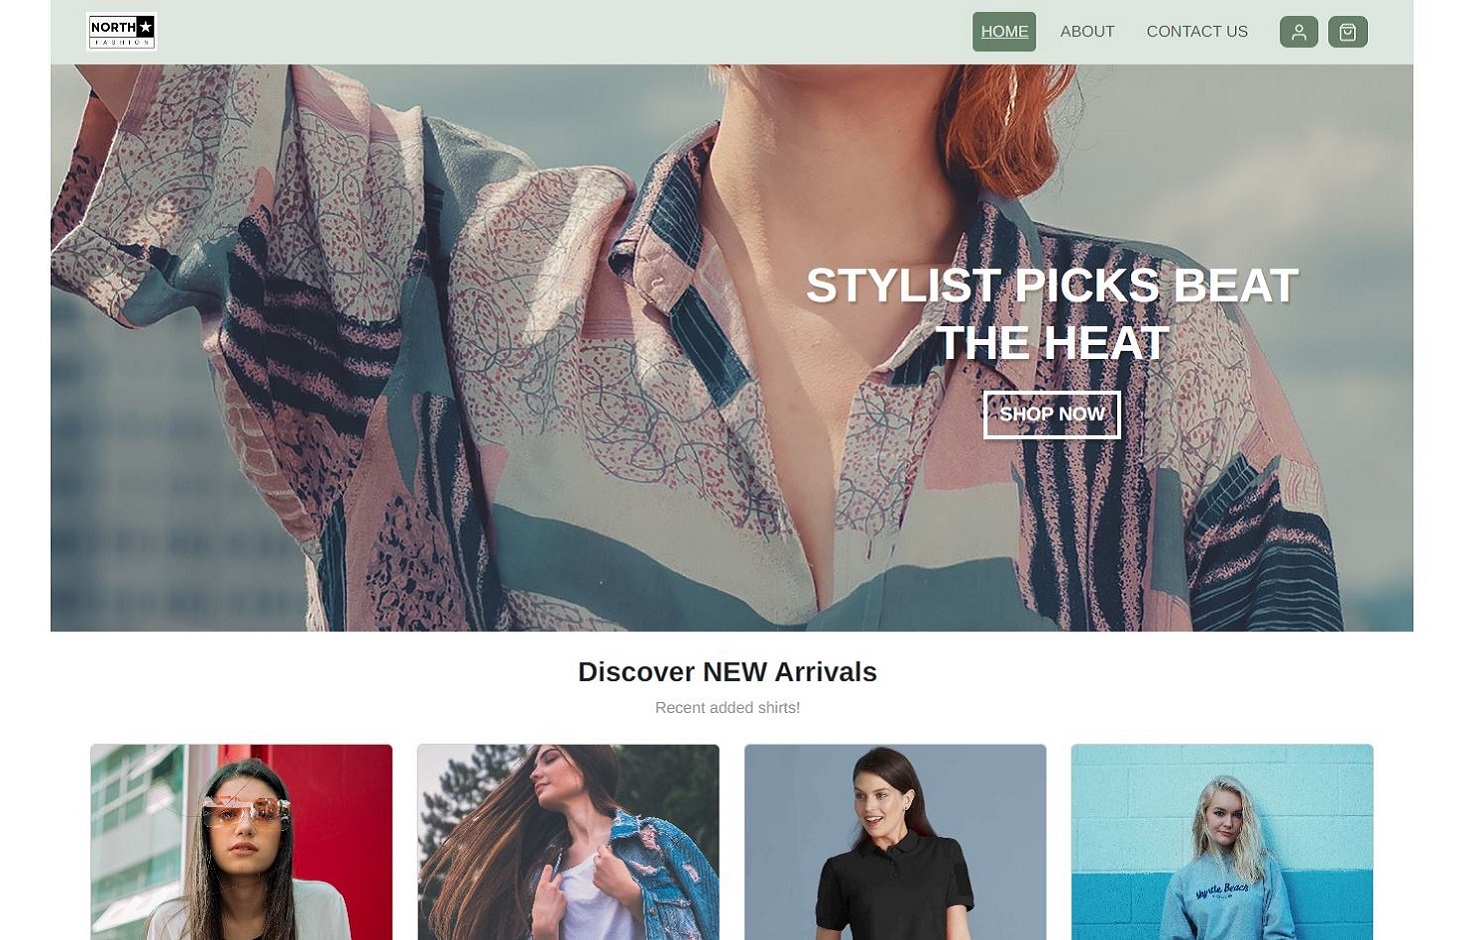 NORTH
FASHION
HOME
ABOUT
CONTACT US
STYLIST PICKS BEAT
THE HEAT
SHOP NOW
Discover NEW Arrivals
Recent added shirts!
Myrtle Beach